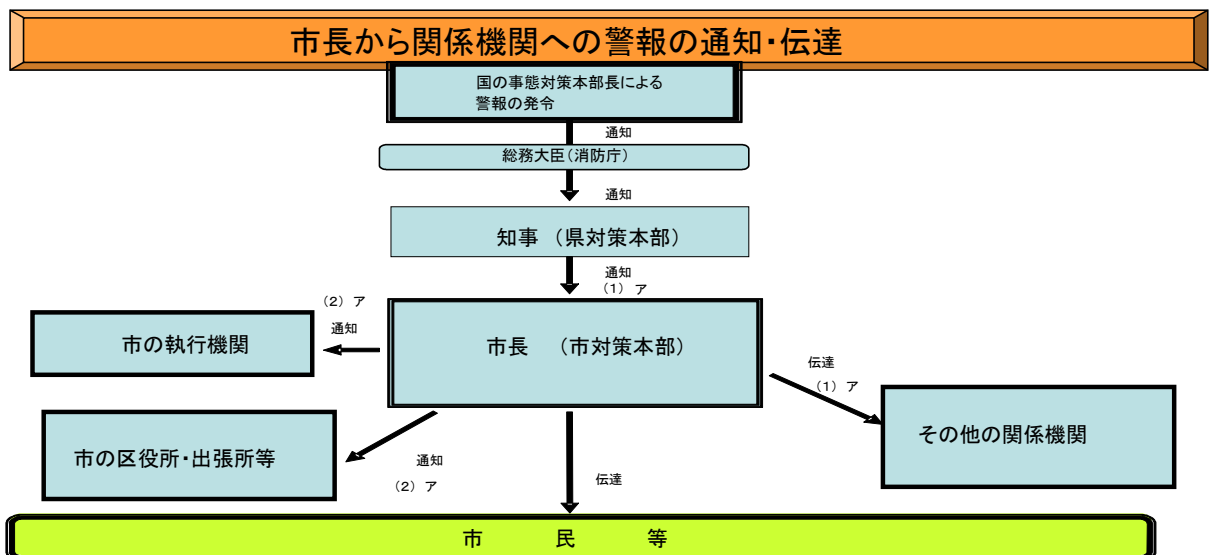 市長から関係機関への警報の通知・伝達
国の事態対策本部長による
警報の発令
通知
総務大臣（消防庁）
通知
知事 （県対策本部）
通知
（1） ア
（2） ア
通知
市の執行機関
市長 （市対策本部）
伝達
（1） ア
その他の関係機関
市の区役所・出張所等
通知
（2） ア
伝達
市 民 等